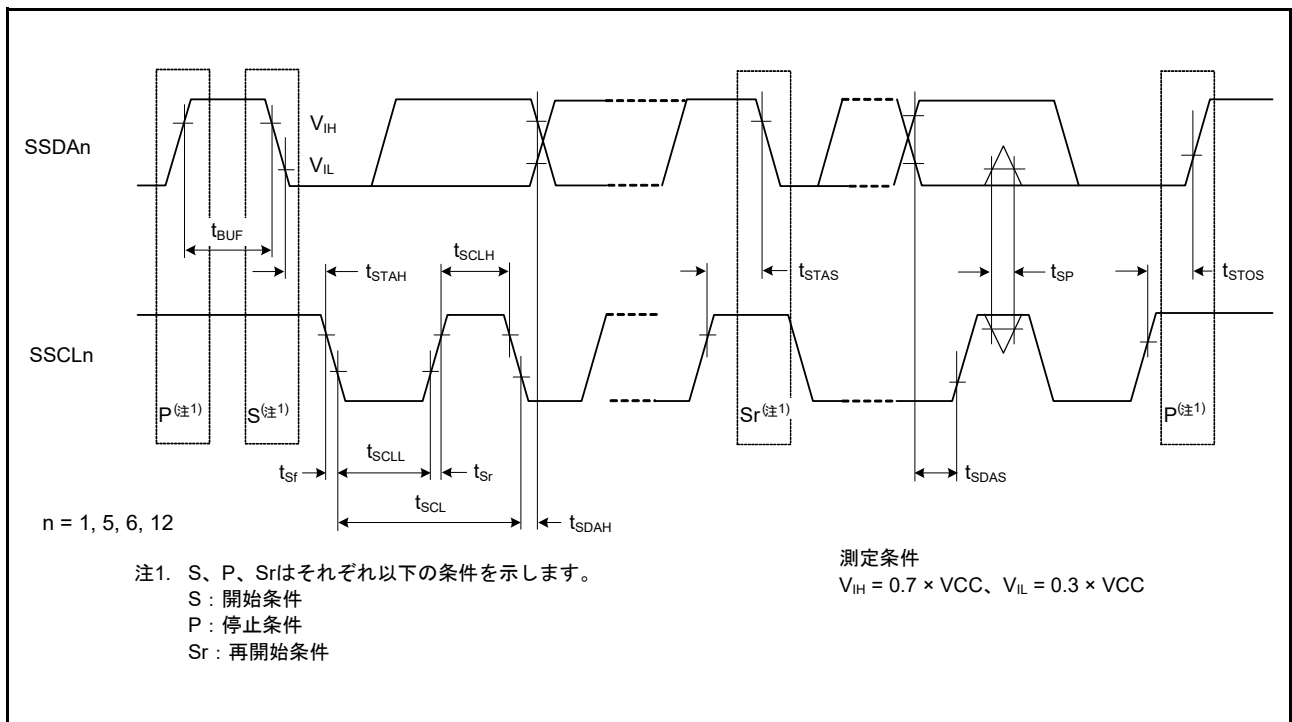 SSDAn
VIH
VIL
tBUF
tSTAH
tSCLH
tSTAS
tSP
tSTOS
SSCLn
P(注1)
S(注1)
Sr(注1)
P(注1)
tSf
tSCLL
tSr
tSCL
tSDAH
tSDAS
n = 1, 5, 6, 12
注1. S、P、Srはそれぞれ以下の条件を示します。
S：開始条件
P：停止条件
Sr：再開始条件
測定条件
VIH = 0.7 × VCC、VIL = 0.3 × VCC